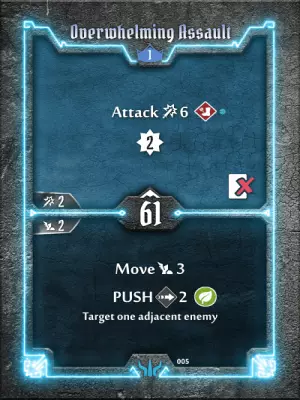 Overwhelming Assault
1
Attack 6
2
2
61
2
Move 3
PUSH 2
Target one adjacent enemy
005